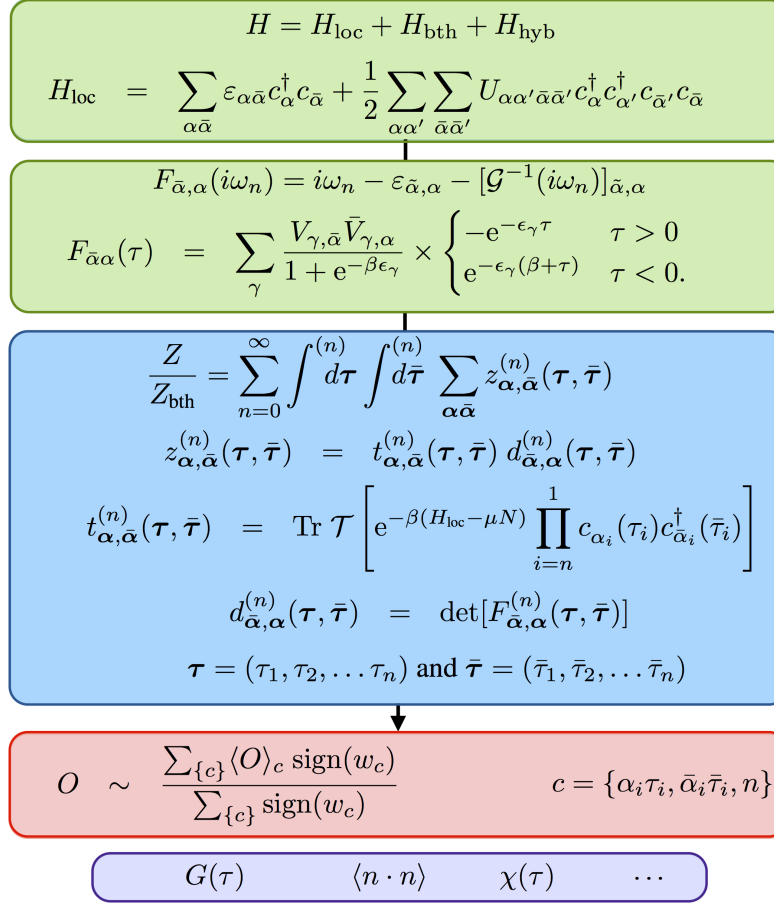 H = H_loc + H_bth + H_hyb
H_loc = ∑_{αᾱ} ε_{αᾱ} c†_α c_ᾱ + 1/2 ∑_{αα′} ∑_{ᾱᾱ′} U_{αα′ᾱᾱ′} c†_α c†_{α′} c_{ᾱ′} c_ᾱ
F_{ᾱ,α}(iω_n) = iω_n − ε_{α̃,α} − [𝒢^{−1}(iω_n)]_{α̃,α}
F_{ᾱα}(τ) = ∑_γ (V_{γ,ᾱ} V̄_{γ,α}) / (1 + e^{−βϵ_γ}) × { −e^{−ϵ_γ τ} τ > 0
e^{−ϵ_γ(β+τ)} τ < 0.
Z/Z_bth = ∑_{n=0}^{∞} ∫^{(n)} d𝝉 ∫^{(n)} d𝝉̄ ∑_{𝜶𝜶̄} z^{(n)}_{𝜶,𝜶̄}(𝝉, 𝝉̄)
z^{(n)}_{𝜶,𝜶̄}(𝝉, 𝝉̄) = t^{(n)}_{𝜶,𝜶̄}(𝝉, 𝝉̄) d^{(n)}_{𝜶̄,𝜶}(𝝉, 𝝉̄)
t^{(n)}_{𝜶,𝜶̄}(𝝉, 𝝉̄) = Tr 𝒯 [ e^{−β(H_loc−μN)} ∏_{i=n}^{1} c_{α_i}(τ_i) c†_{ᾱ_i}(τ̄_i) ]
d^{(n)}_{𝜶̄,𝜶}(𝝉, 𝝉̄) = det[F^{(n)}_{𝜶̄,𝜶}(𝝉, 𝝉̄)]
𝝉 = (τ_1, τ_2, … τ_n) and 𝝉̄ = (τ̄_1, τ̄_2, … τ̄_n)
O ∼ ∑_{{c}} ⟨O⟩_c sign(w_c) / ∑_{{c}} sign(w_c) c = {α_i τ_i, ᾱ_i τ̄_i, n}
G(τ) ⟨n · n⟩ χ(τ) ⋯